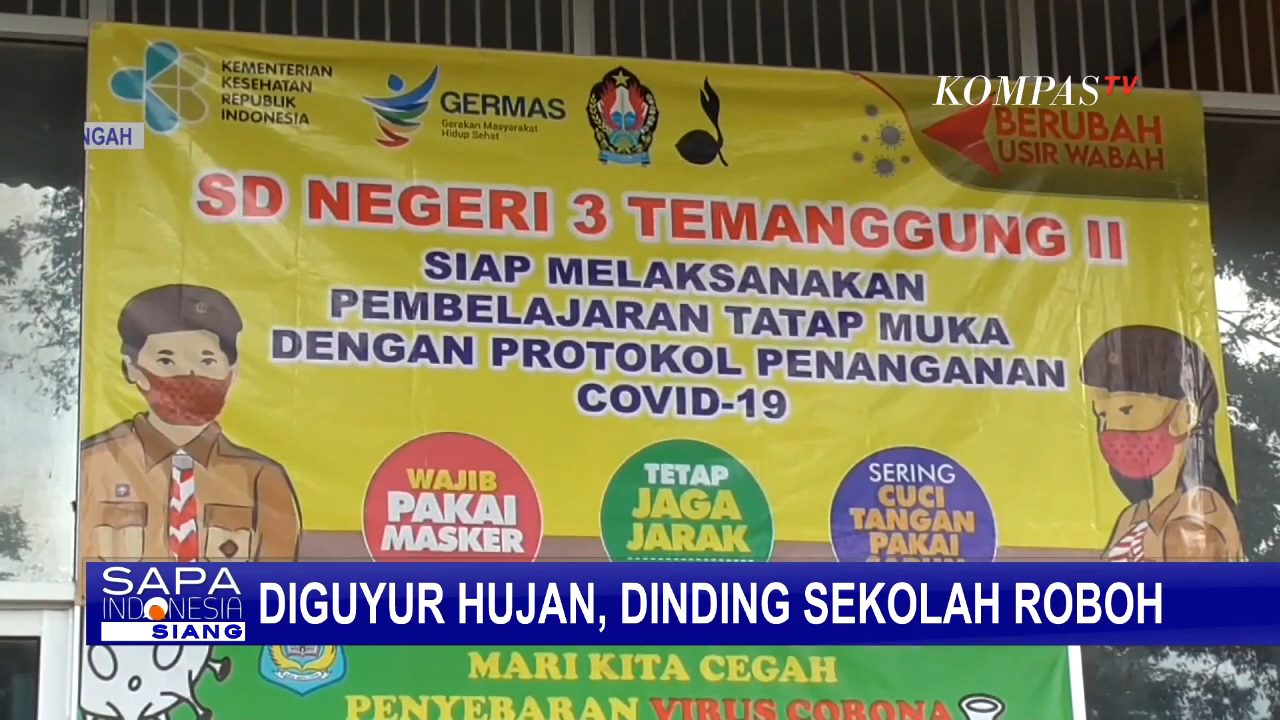 KEMENTERIAN
KESEHATAN
REPUBLIK
INDONESIA
GERMAS
Gerakan Masyarakat
Hidup Sehat
KOMPASTV
BERUBAH
USIR WABAH
NGAH
SD NEGERI 3 TEMANGGUNG II
SIAP MELAKSANAKAN
PEMBELAJARAN TATAP MUKA
DENGAN PROTOKOL PENANGANAN
COVID-19
WAJIB
PAKAI
MASKER
TETAP
JAGA
JARAK
SERING
CUCI
TANGAN
PAKAI
SAPA
INDONESIA
SIANG
DIGUYUR HUJAN, DINDING SEKOLAH ROBOH
MARI KITA CEGAH
PENYEBARAN VIRUS CORONA